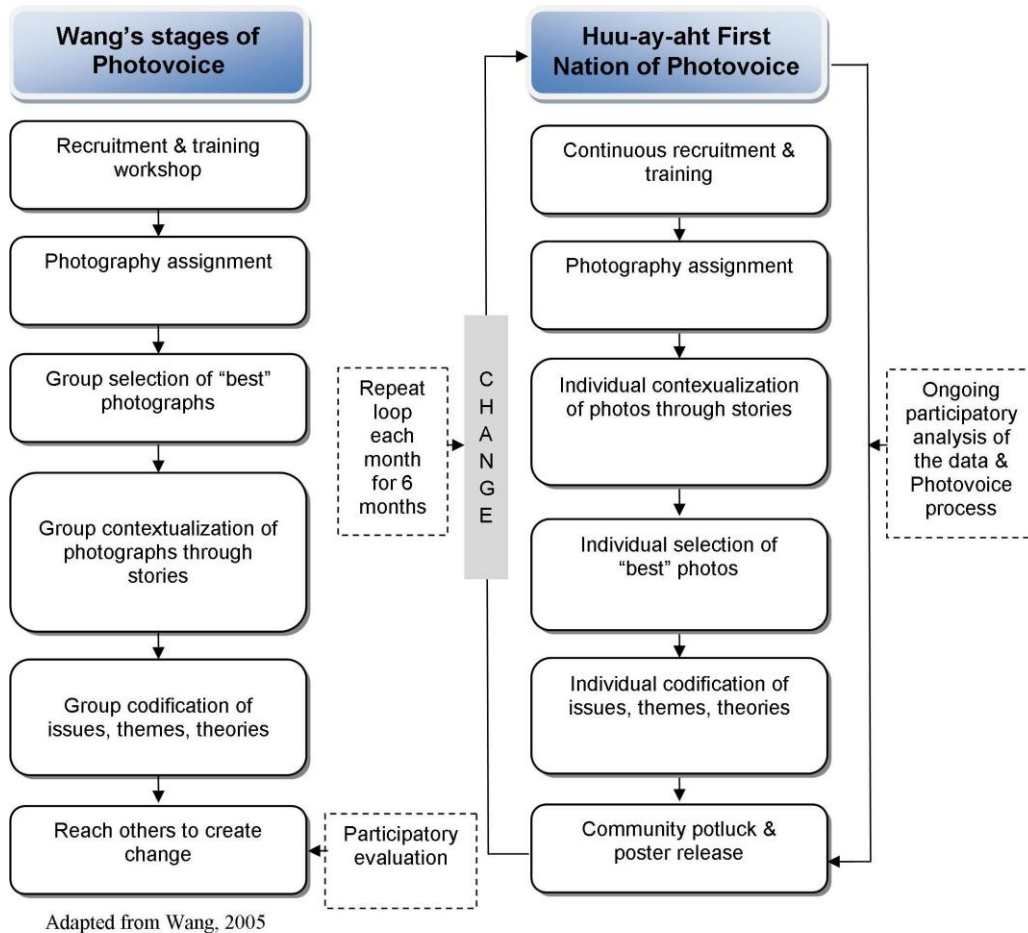 Wang's stages of
Photovoice
Recruitment & training
workshop
Photography assignment
Group selection of “best”
photographs
Group contextualization of
photographs through
stories
Group codification of
issues, themes, theories
Reach others to create
change
Adapted from Wang, 2005
Participatory
evaluation
Repeat
loop
each
month
for 6
months
C
H
A
N
G
E
Huu-ay-aht First
Nation of Photovoice
Continuous recruitment &
training
Photography assignment
Individual contexualization
of photos through stories
Individual selection of
“best” photos
Individual codification of
issues, themes, theories
Community potluck &
poster release
Ongoing
participatory
analysis of
the data &
Photovoice
process